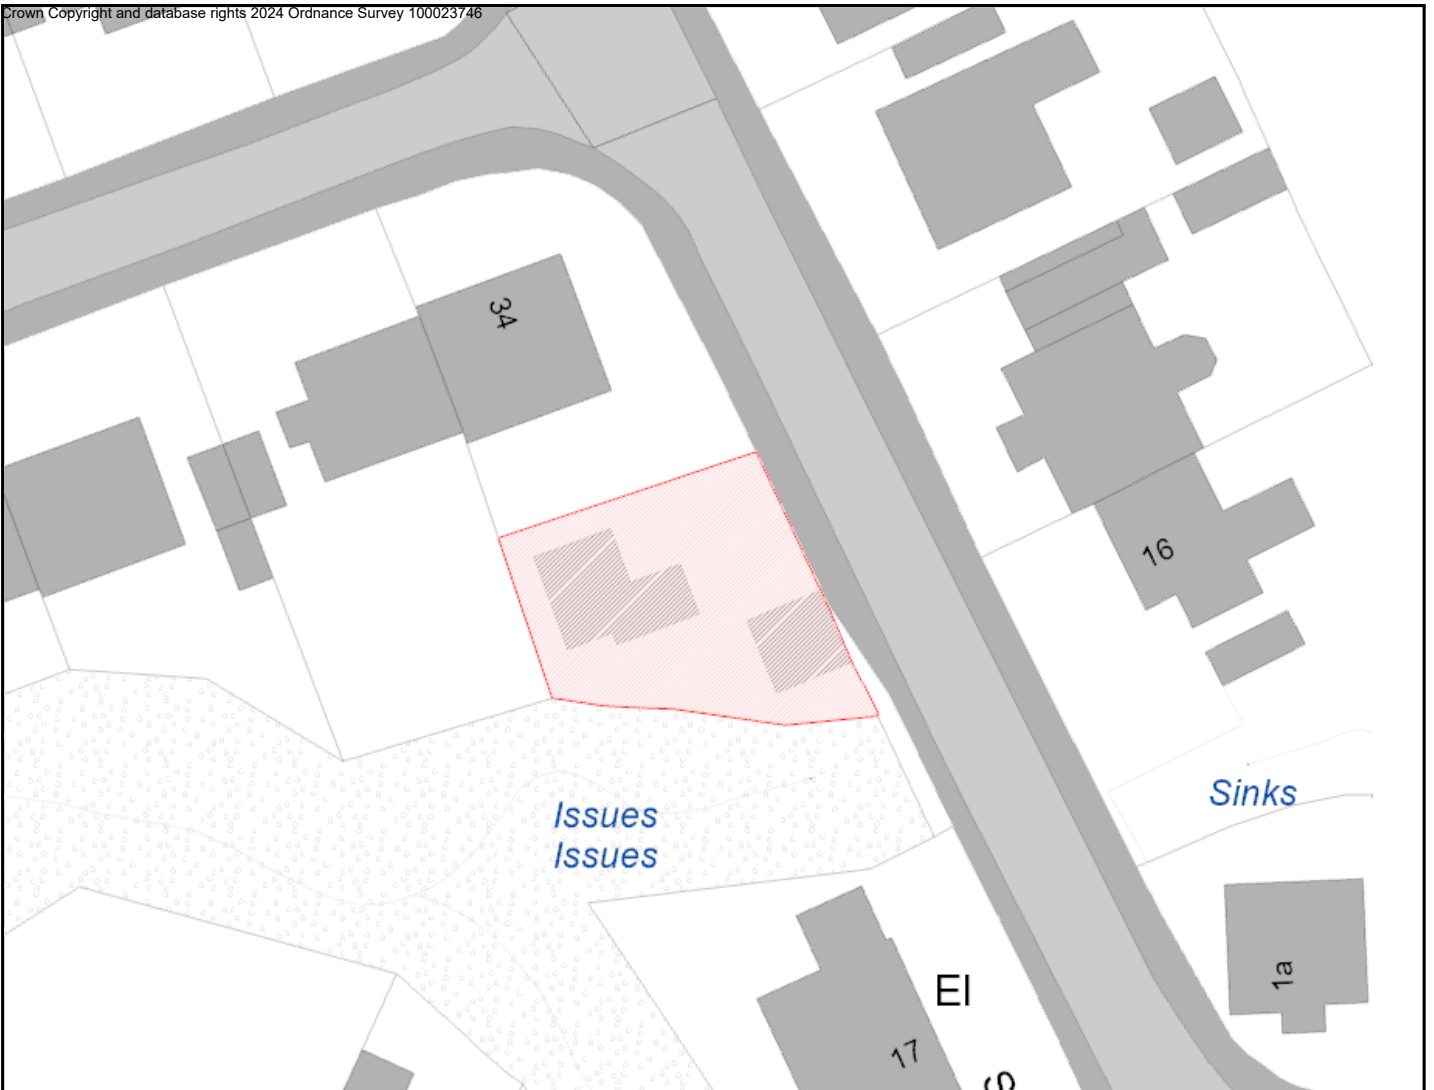 Crown Copyright and database rights 2024 Ordnance Survey 100023746
34
16
Sinks
Issues
Issues
1a
El
17